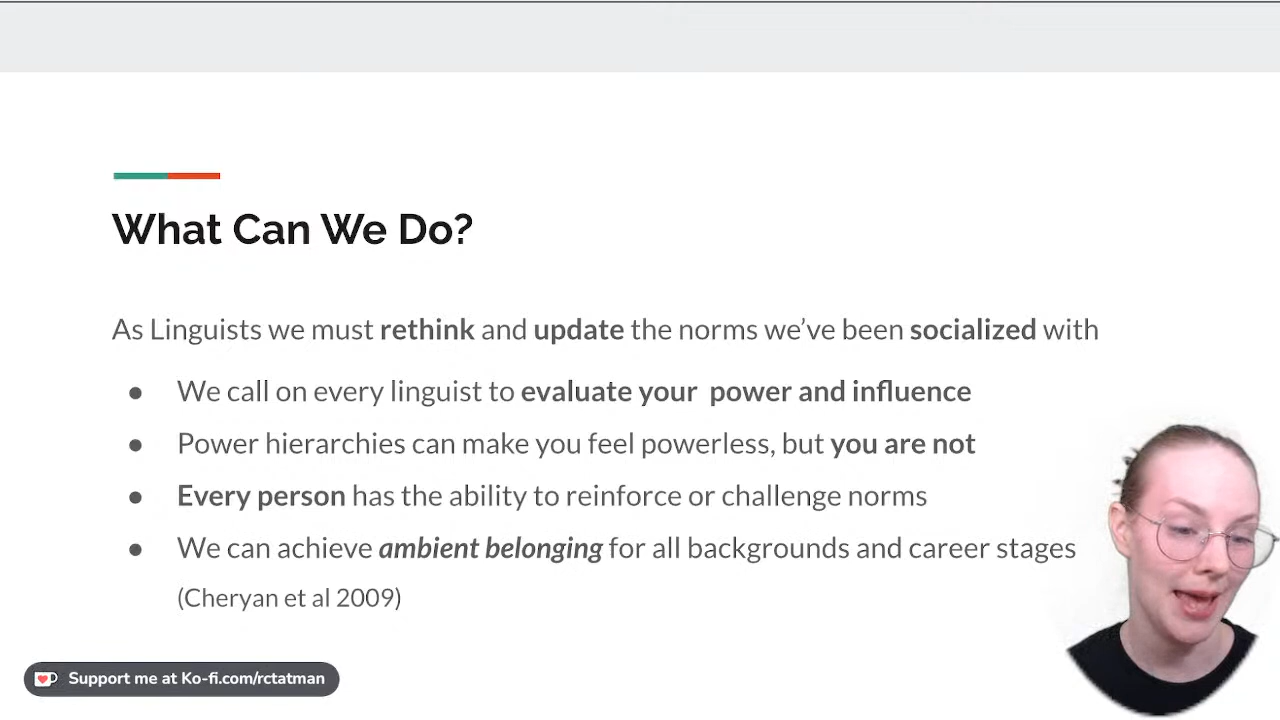 What Can We Do?
As Linguists we must rethink and update the norms we’ve been socialized with
● We call on every linguist to evaluate your  power and influence
● Power hierarchies can make you feel powerless, but you are not
● Every person has the ability to reinforce or challenge norms
● We can achieve ambient belonging for all backgrounds and career stages
(Cheryan et al 2009)
Support me at Ko-fi.com/rctatman